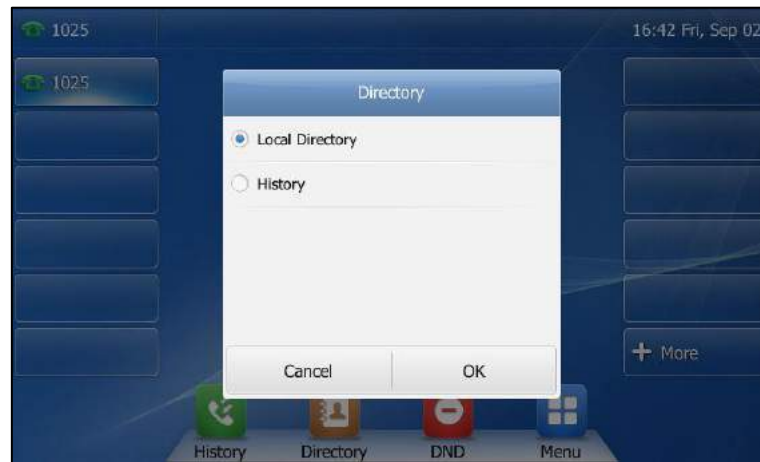 1025
16:42 Fri, Sep 02
1025
Directory
Local Directory
History
Cancel
OK
More
History
Directory
DND
Menu